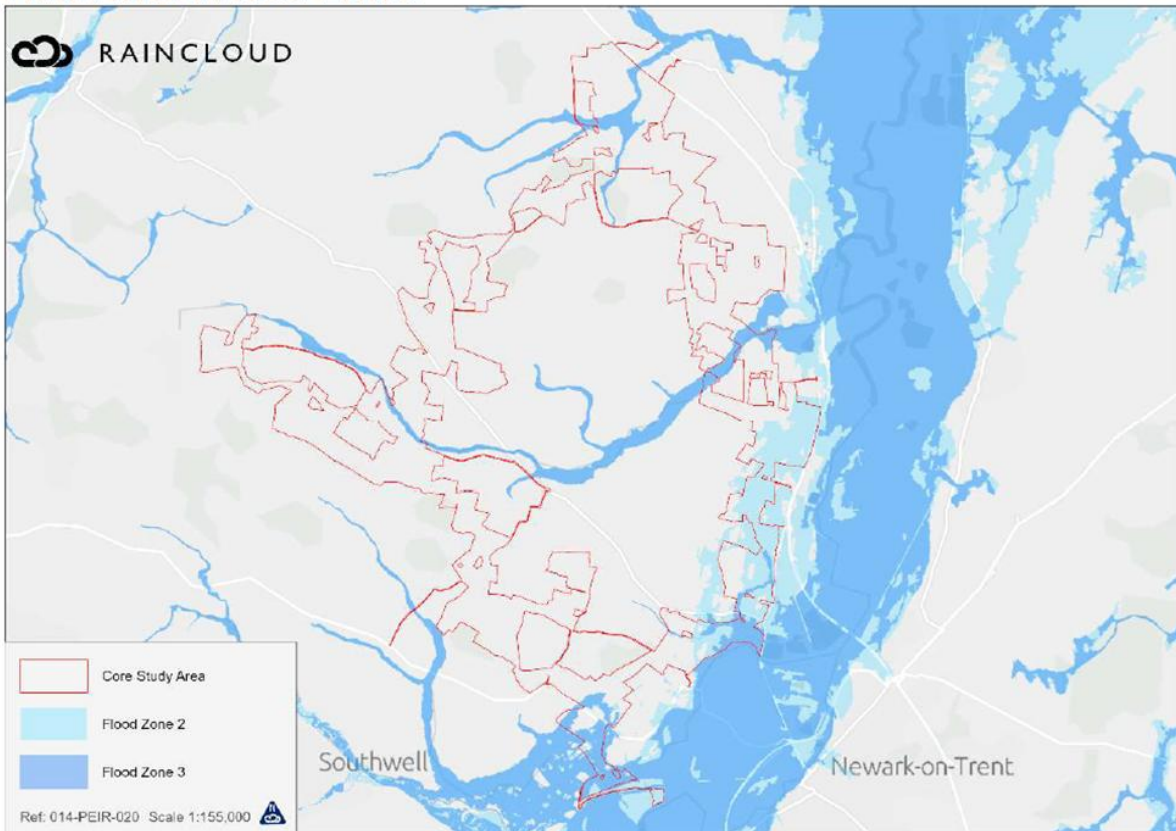 RAINCLOUD
Southwell
Newark-on-Trent
Core Study Area
Flood Zone 2
Flood Zone 3
Ref: 014-PEIR-020 Scale 1:155,000